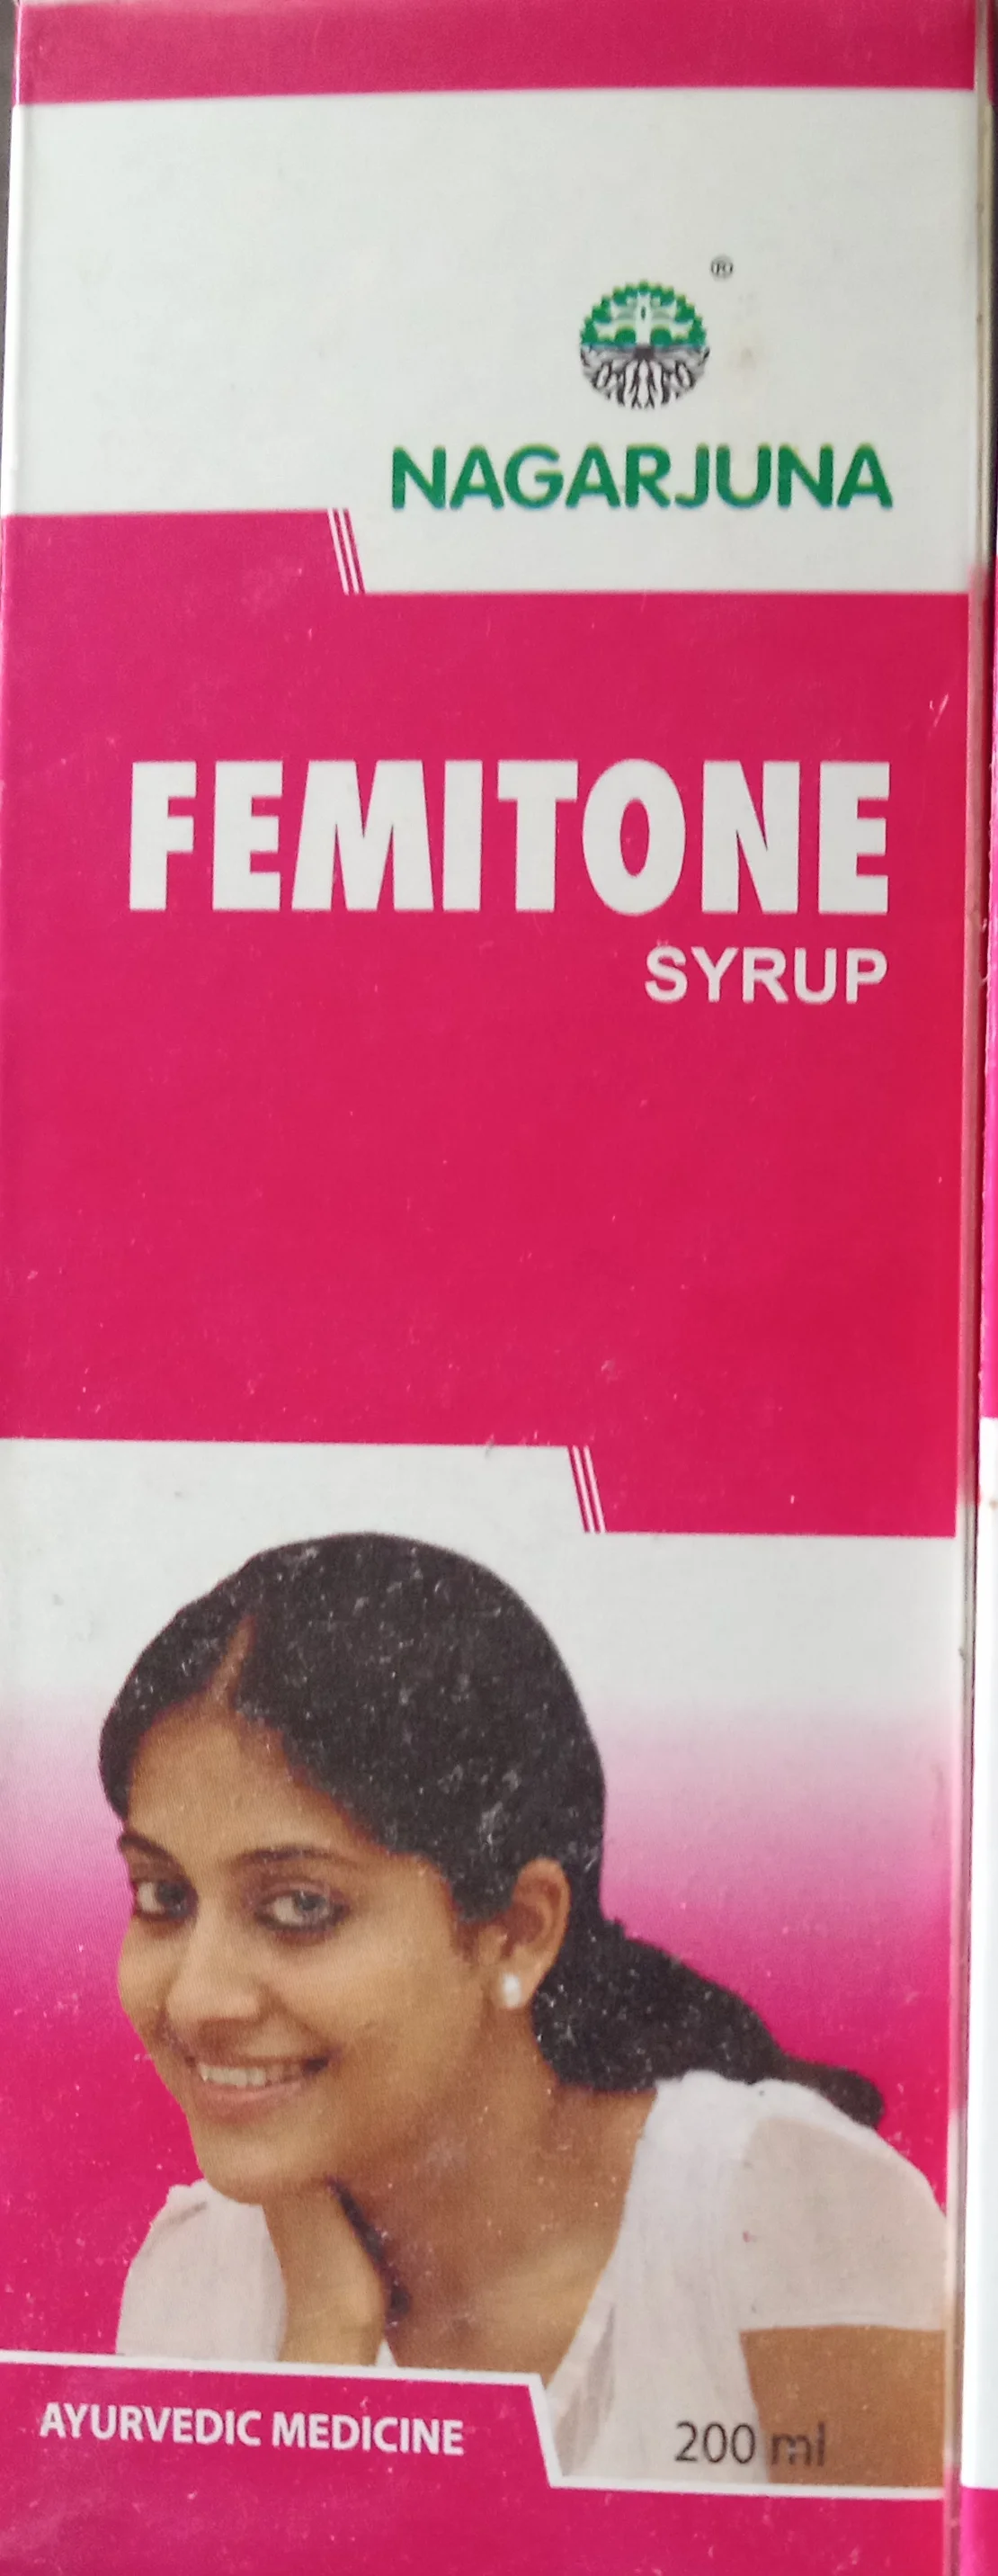 ®
NAGARJUNA
FEMITONE
SYRUP
AYURVEDIC MEDICINE
200 ml